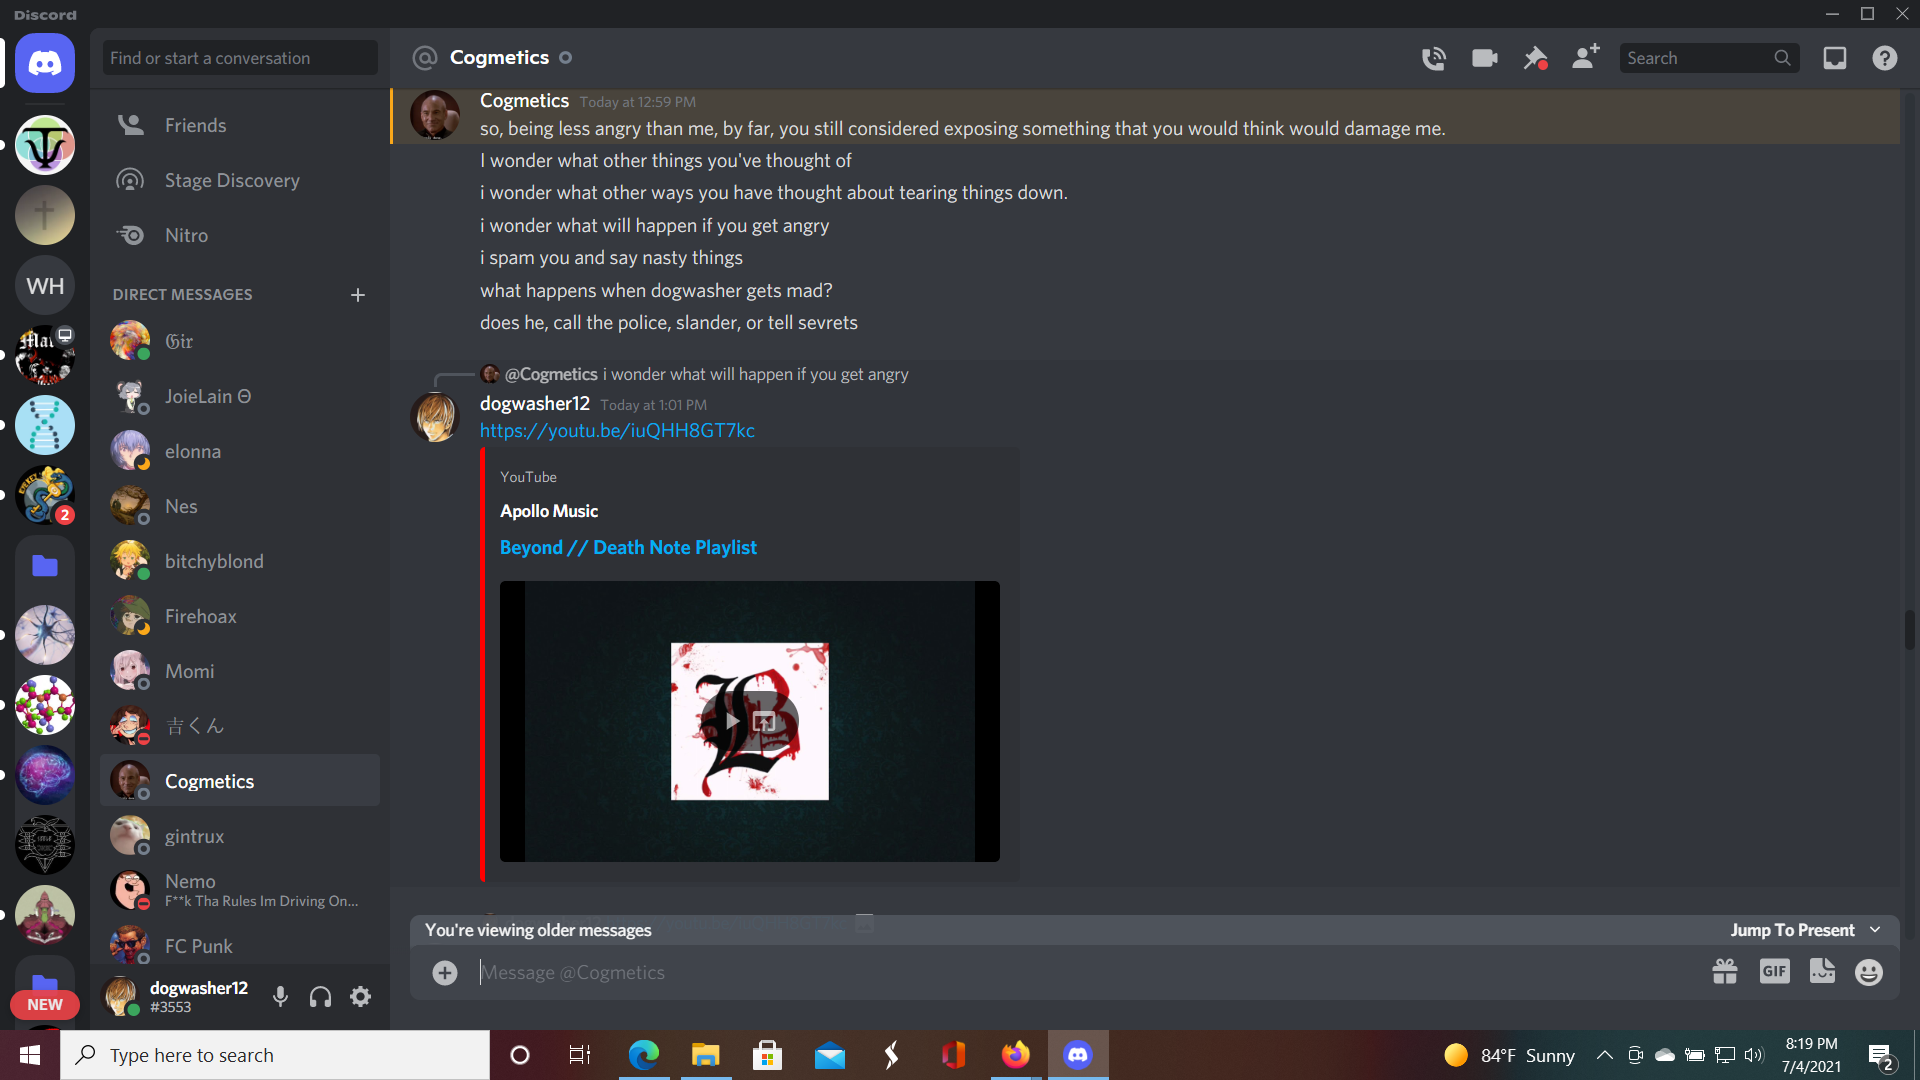 Discord
Find or start a conversation
Friends
Stage Discovery
Nitro
DIRECT MESSAGES
𝔊ir
JoieLain Θ
elonna
Nes
bitchyblond
Firehoax
Momi
吉くん
Cogmetics
gintrux
Nemo
F**k Tha Rules Im Driving On...
FC Punk
dogwasher12
#3553
WH
2
NEW
Cogmetics
Search
Cogmetics Today at 12:59 PM
so, being less angry than me, by far, you still considered exposing something that you would think would damage me.
I wonder what other things you've thought of
i wonder what other ways you have thought about tearing things down.
i wonder what will happen if you get angry
i spam you and say nasty things
what happens when dogwasher gets mad?
does he, call the police, slander, or tell sevrets
@Cogmetics i wonder what will happen if you get angry
dogwasher12 Today at 1:01 PM
https://youtu.be/iuQHH8GT7kc
YouTube
Apollo Music
Beyond // Death Note Playlist
You're viewing older messages
Jump To Present
Message @Cogmetics
GIF
Type here to search
84°F Sunny
8:19 PM
7/4/2021
2